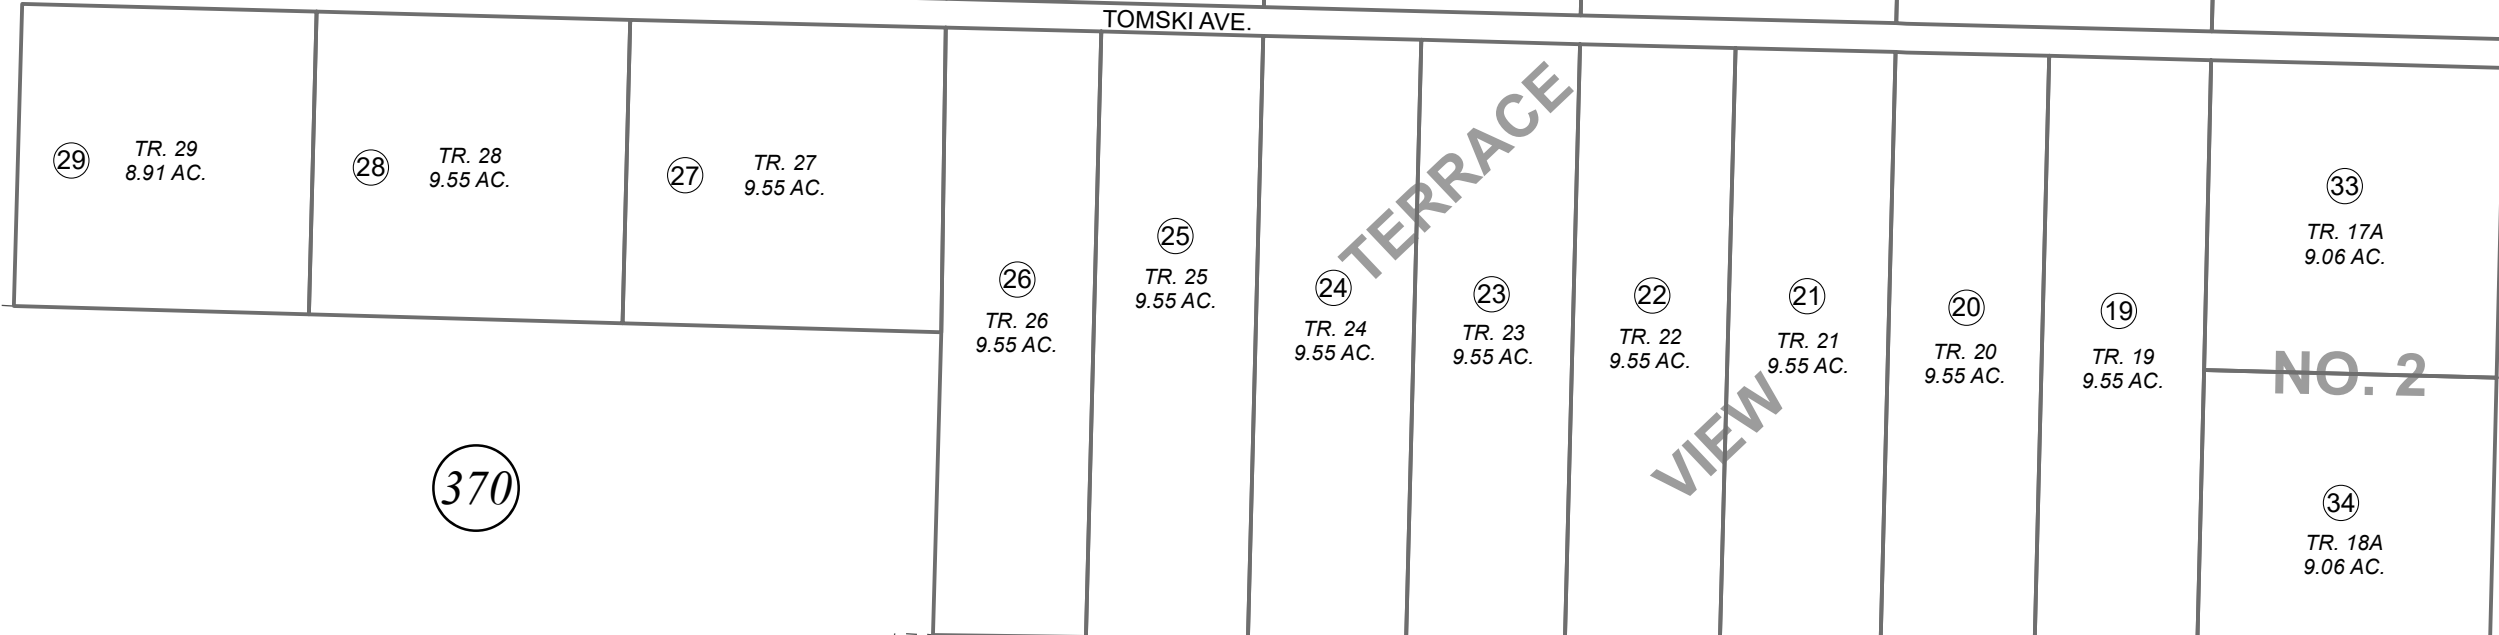 TOMSKI AVE.
29
TR. 29
8.91 AC.
28
TR. 28
9.55 AC.
27
TR. 27
9.55 AC.
26
TR. 26
9.55 AC.
25
TR. 25
9.55 AC.
24
TR. 24
9.55 AC.
23
TR. 23
9.55 AC.
22
TR. 22
9.55 AC.
21
TR. 21
9.55 AC.
20
TR. 20
9.55 AC.
19
TR. 19
9.55 AC.
33
TR. 17A
9.06 AC.
34
TR. 18A
9.06 AC.
VIEW TERRACE
NO. 2
370